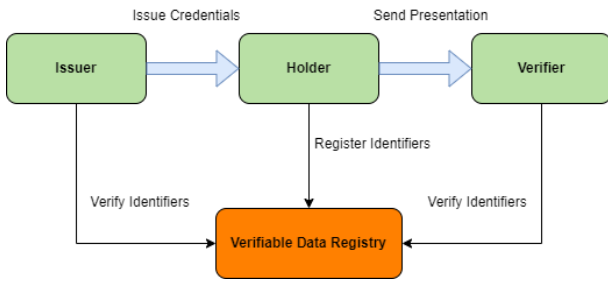 Issue Credentials
Send Presentation
Issuer
Holder
Verifier
Register Identifiers
Verify Identifiers
Verify Identifiers
Verifiable Data Registry